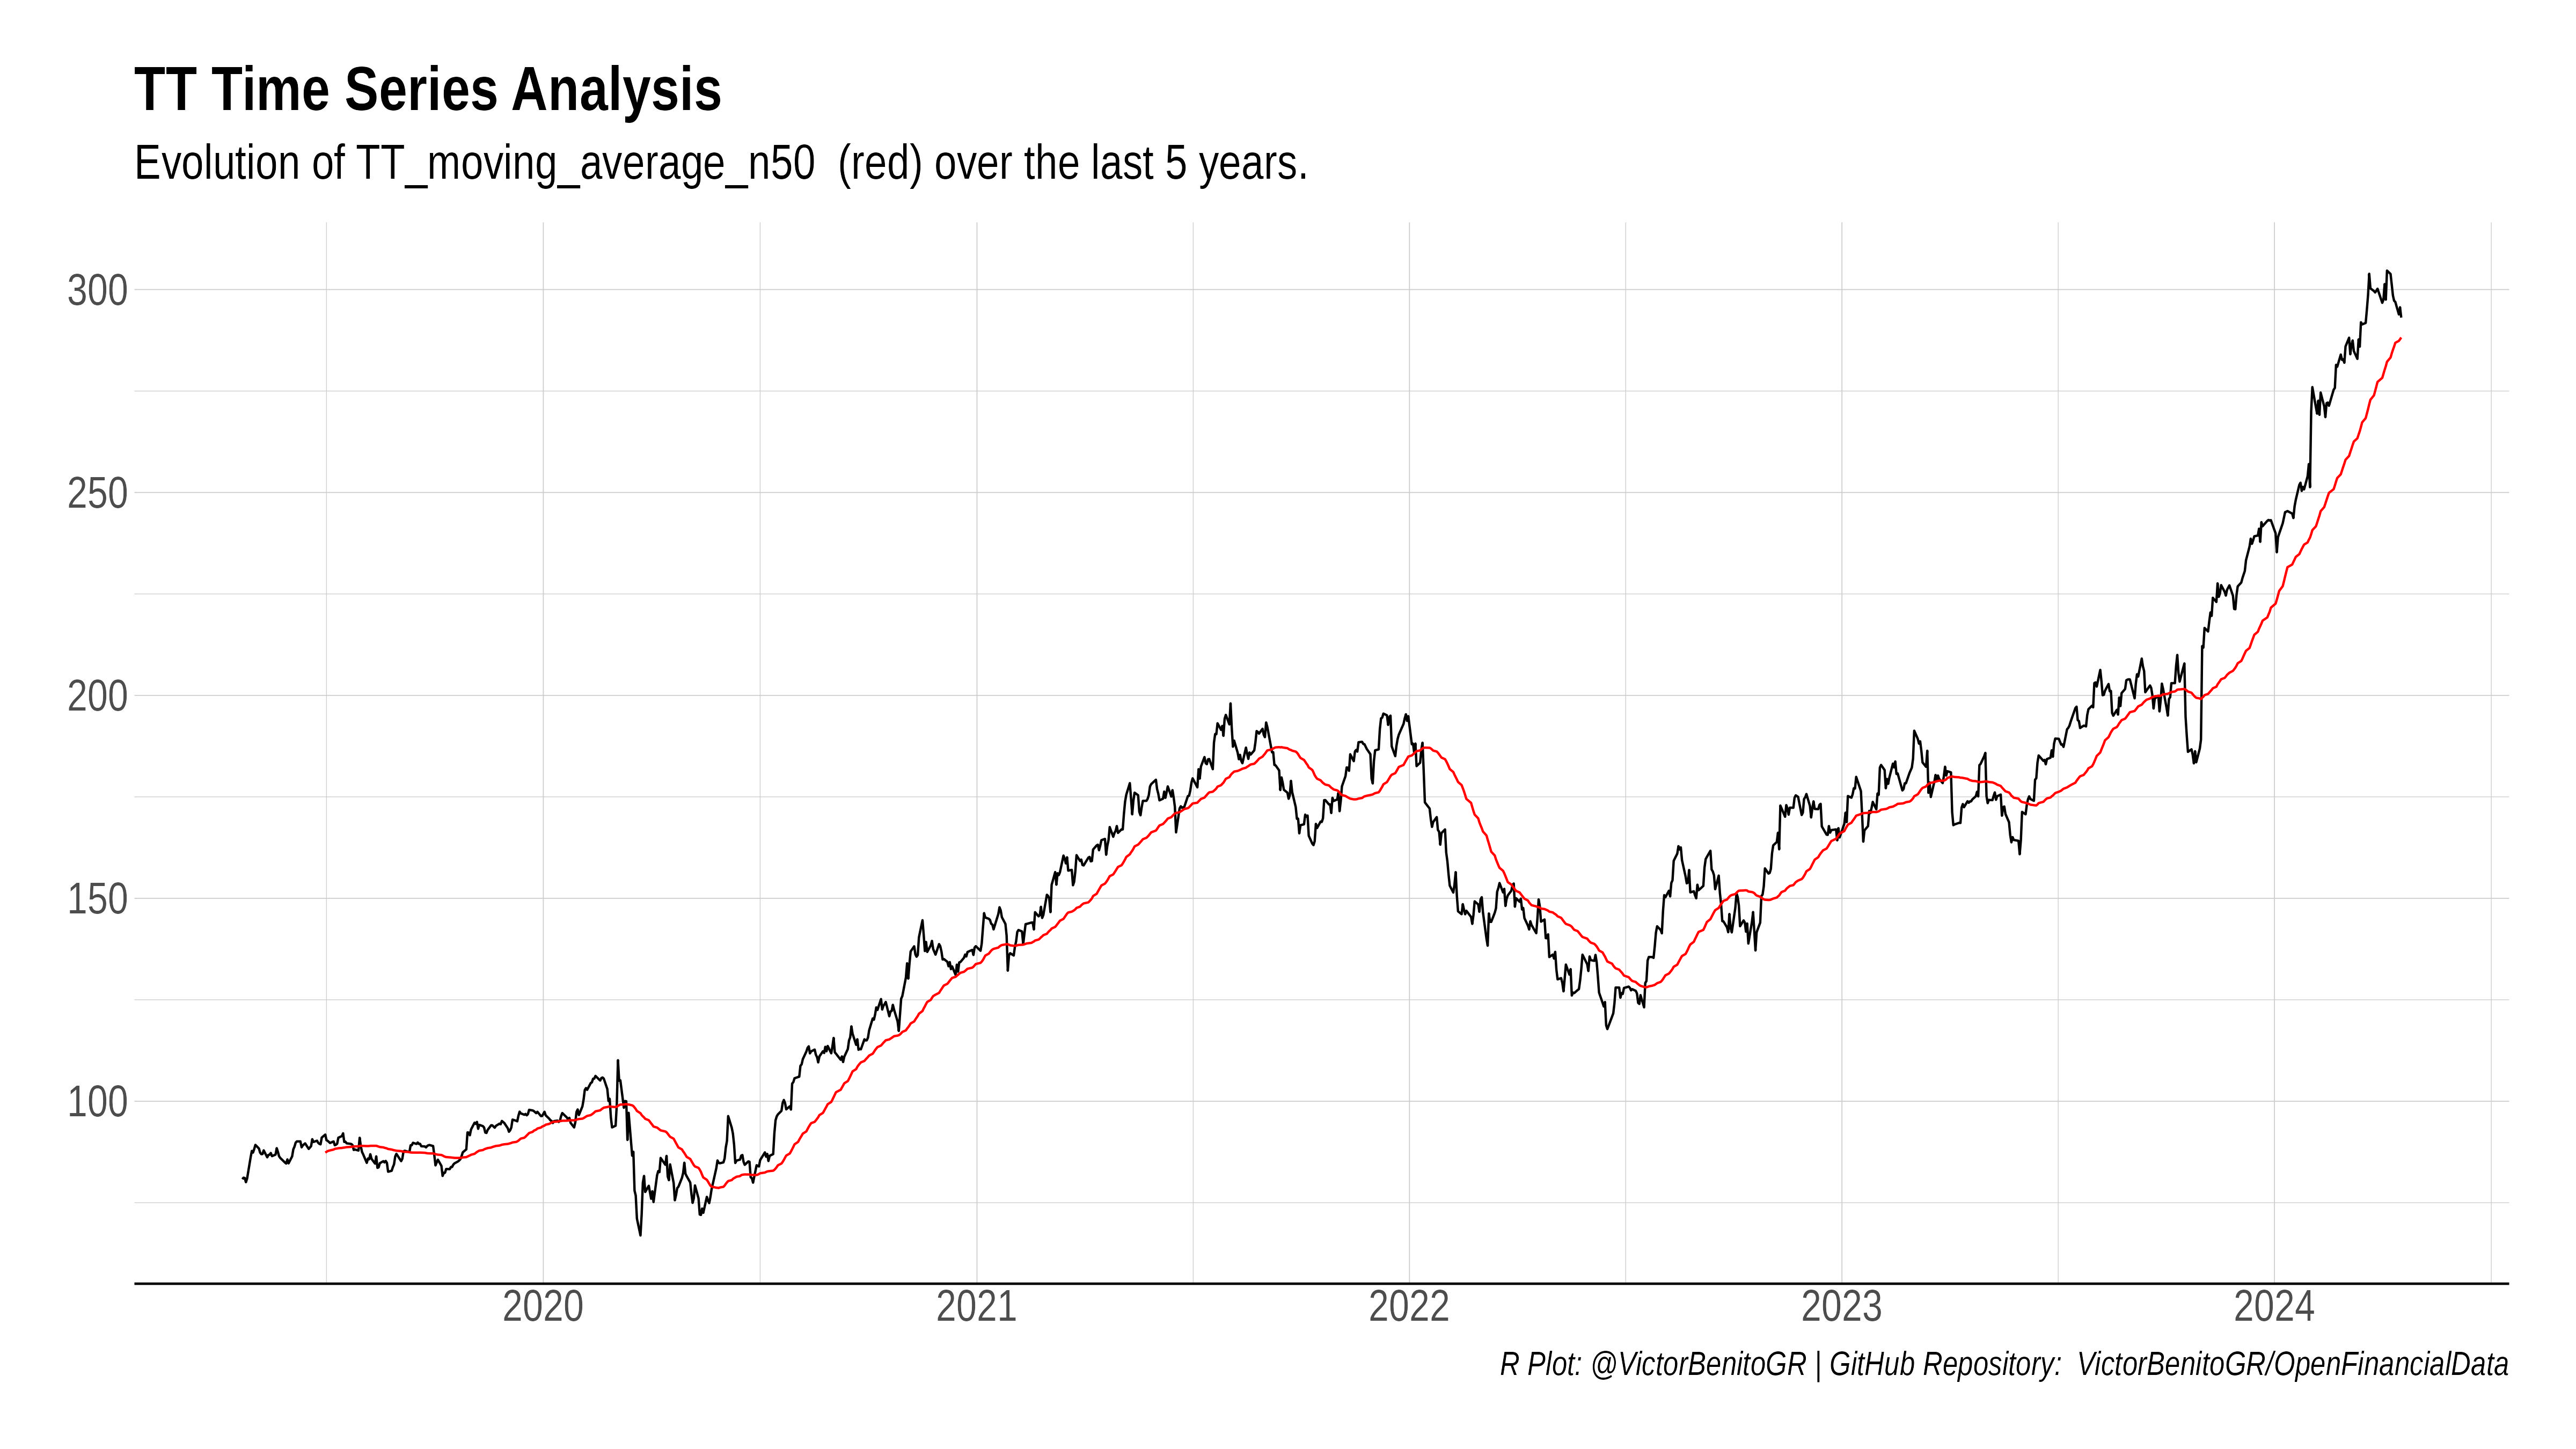 TT Time Series Analysis
Evolution of TT_moving_average_n50  (red) over the last 5 years.
300
250
200
150
100
2020 2021 2022 2023 2024
R Plot: @VictorBenitoGR | GitHub Repository:  VictorBenitoGR/OpenFinancialData